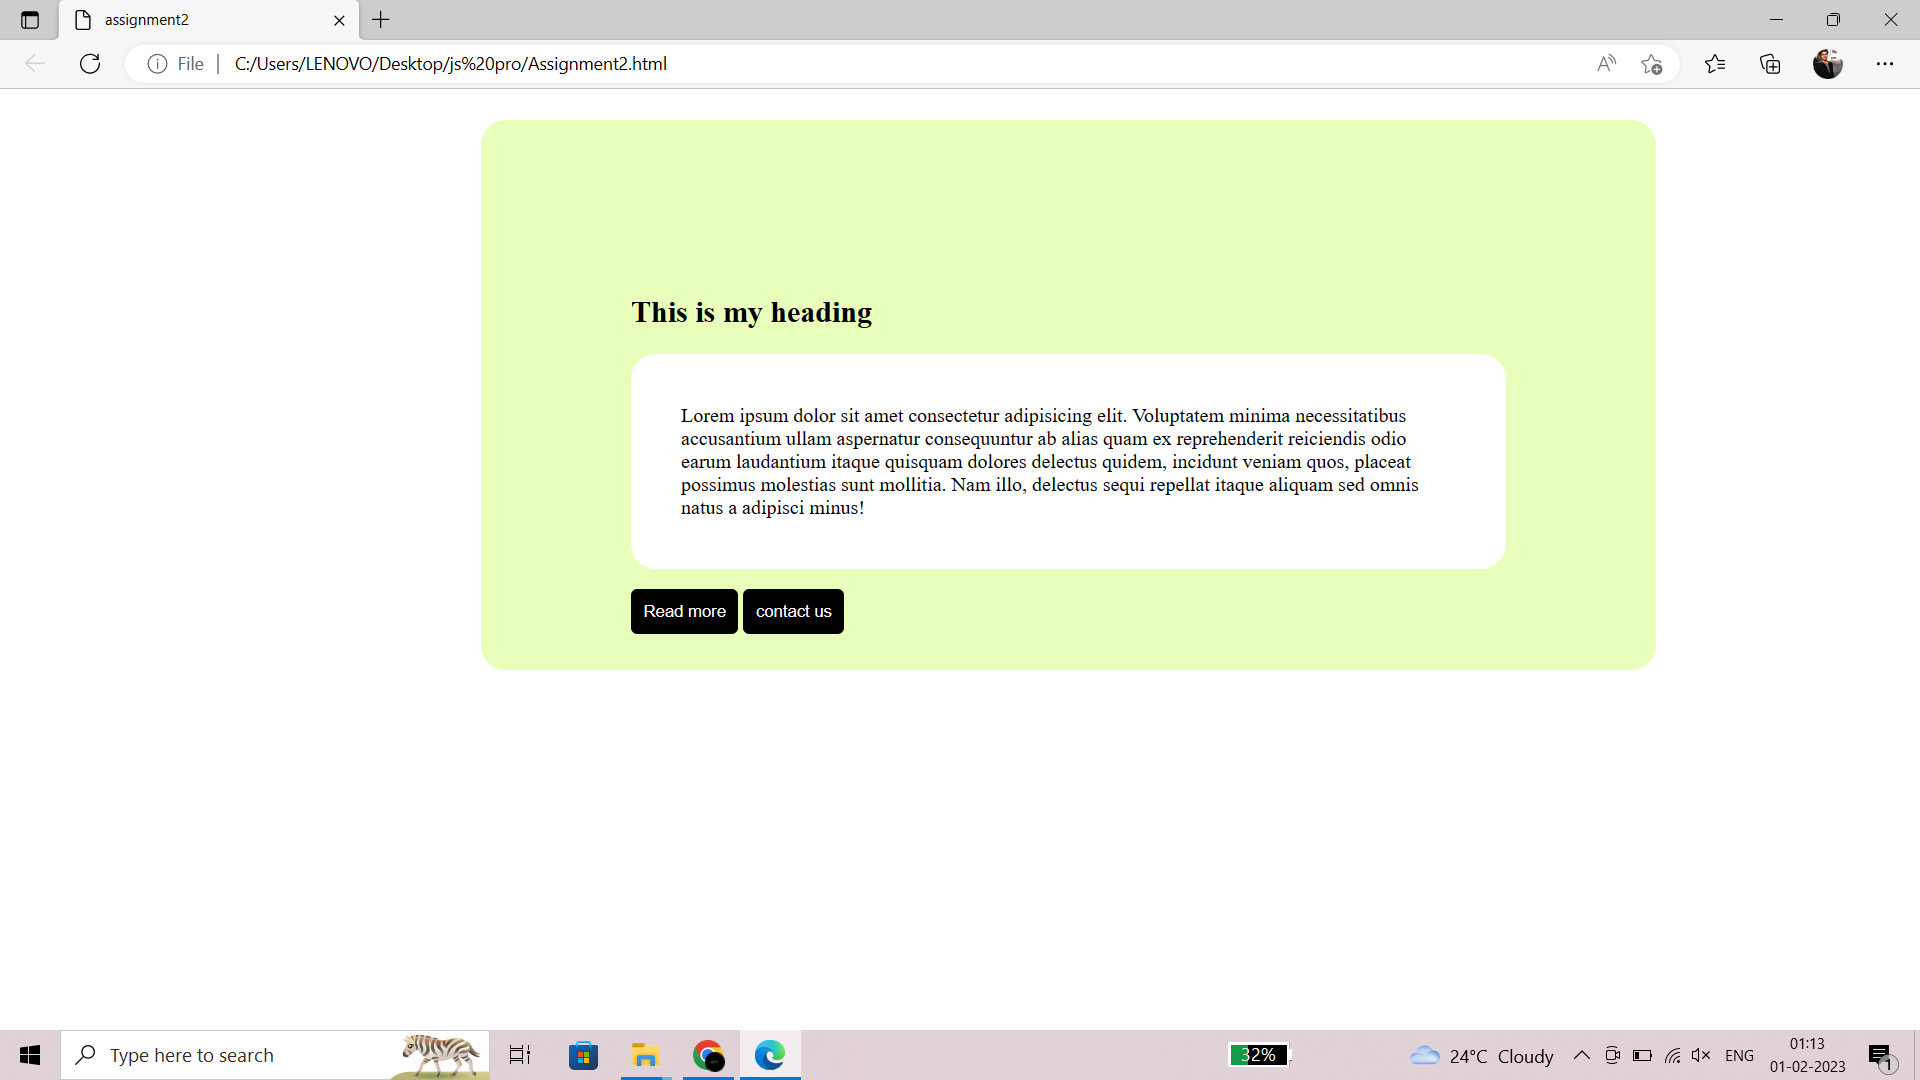 assignment2
File
C:/Users/LENOVO/Desktop/js%20pro/Assignment2.html
This is my heading
Lorem ipsum dolor sit amet consectetur adipisicing elit. Voluptatem minima necessitatibus
accusantium ullam aspernatur consequuntur ab alias quam ex reprehenderit reiciendis odio
earum laudantium itaque quisquam dolores delectus quidem, incidunt veniam quos, placeat
possimus molestias sunt mollitia. Nam illo, delectus sequi repellat itaque aliquam sed omnis
natus a adipisci minus!
Read more contact us
Type here to search
32%
24°C Cloudy
ENG
01:13
01-02-2023
1